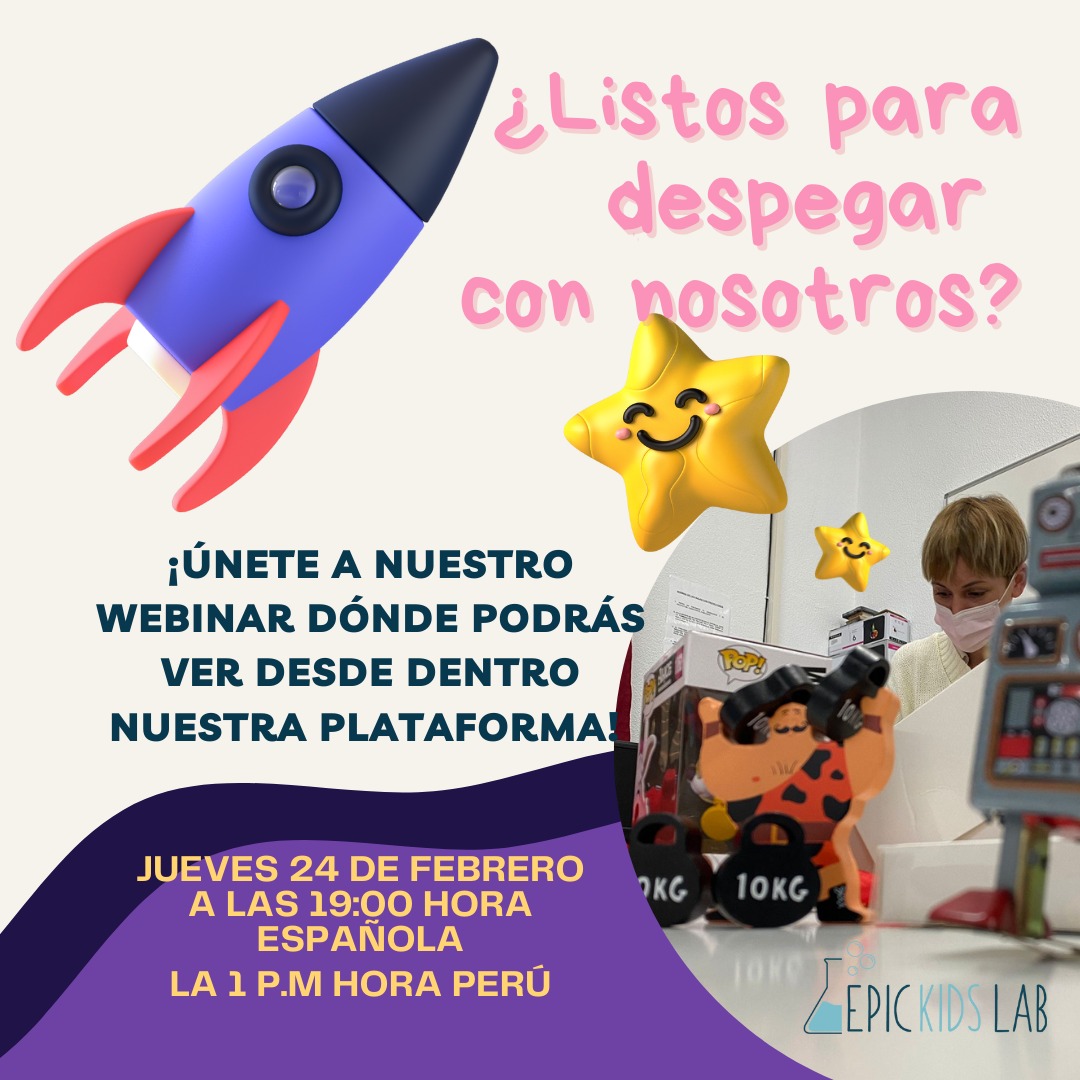 ¿Listos para
despegar
con nosotros?
¡ÚNETE A NUESTRO
WEBINAR DÓNDE PODRÁS
VER DESDE DENTRO
NUESTRA PLATAFORMA!
JUEVES 24 DE FEBRERO
A LAS 19:00 HORA
ESPAÑOLA
LA 1 P.M HORA PERÚ
POP!
10KG
EPIC KIDS LAB